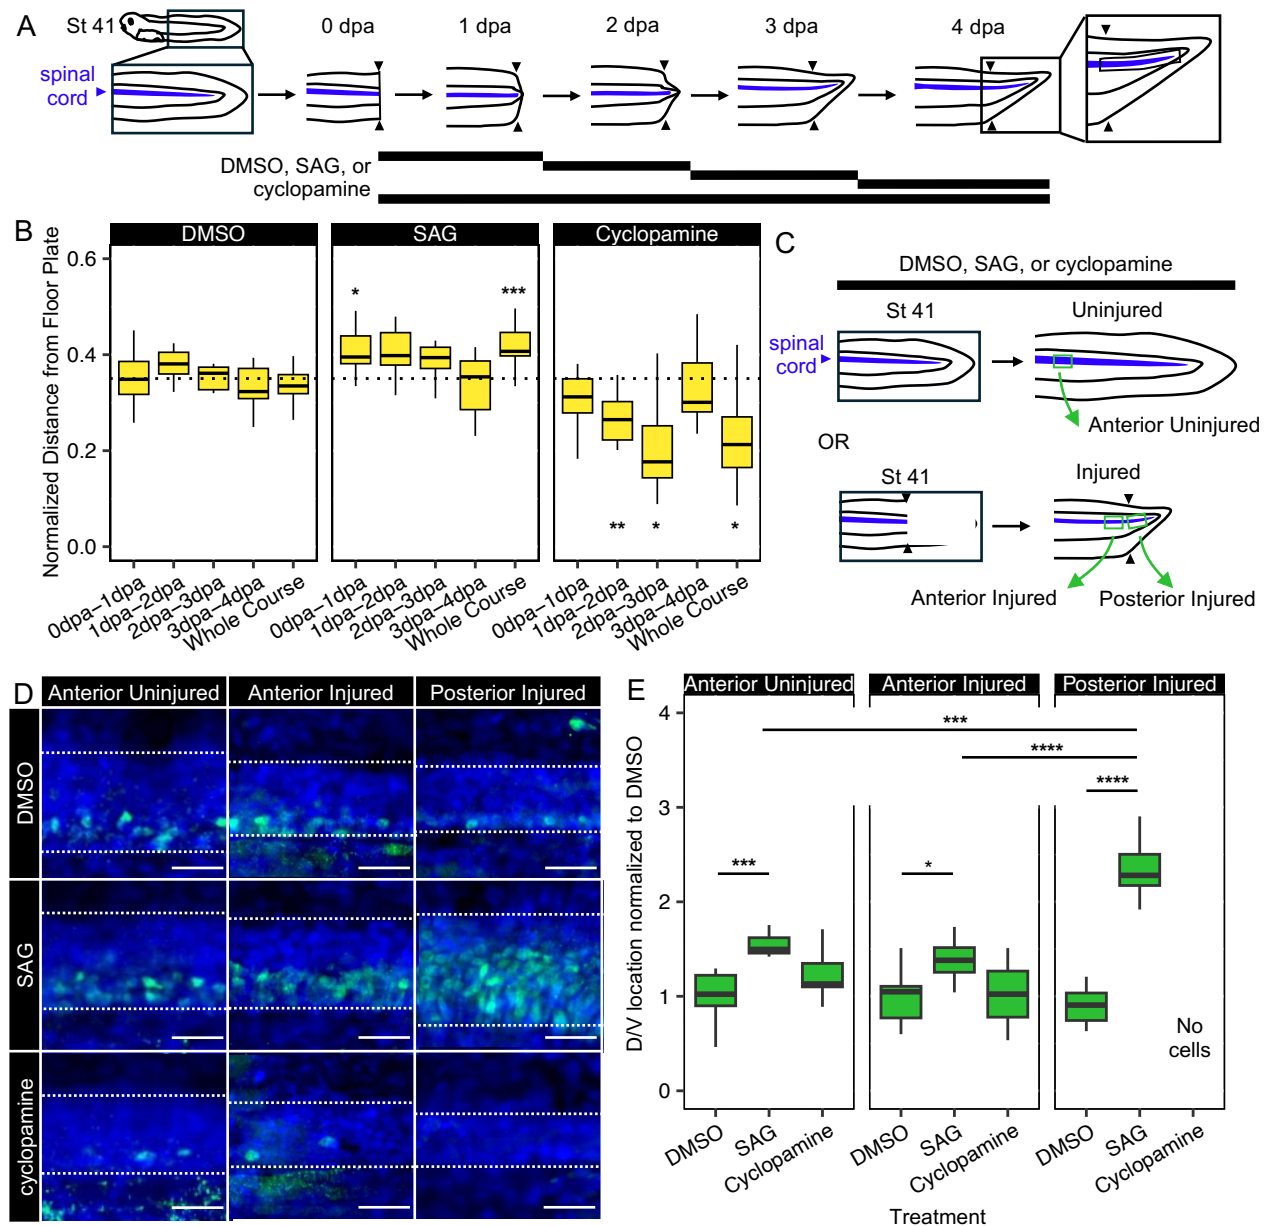 A
St 41
0 dpa
1 dpa
2 dpa
3 dpa
4 dpa
spinal
cord
DMSO, SAG, or
cyclopamine
B
Normalized Distance from Floor Plate
DMSO
SAG
Cyclopamine
0.6
0.4
0.2
0.0
*
***
**
*
*
0dpa–1dpa
1dpa–2dpa
2dpa–3dpa
3dpa–4dpa
Whole Course
0dpa–1dpa
1dpa–2dpa
2dpa–3dpa
3dpa–4dpa
Whole Course
0dpa–1dpa
1dpa–2dpa
2dpa–3dpa
3dpa–4dpa
Whole Course
C
DMSO, SAG, or cyclopamine
St 41
Uninjured
spinal
cord
Anterior Uninjured
OR
St 41
Injured
Anterior Injured
Posterior Injured
D
Anterior Uninjured
Anterior Injured
Posterior Injured
DMSO
SAG
cyclopamine
E
Anterior Uninjured
Anterior Injured
Posterior Injured
D/V location normalized to DMSO
4
3
2
1
0
***
****
****
***
*
No
cells
DMSO
SAG
Cyclopamine
DMSO
SAG
Cyclopamine
DMSO
SAG
Cyclopamine
Treatment